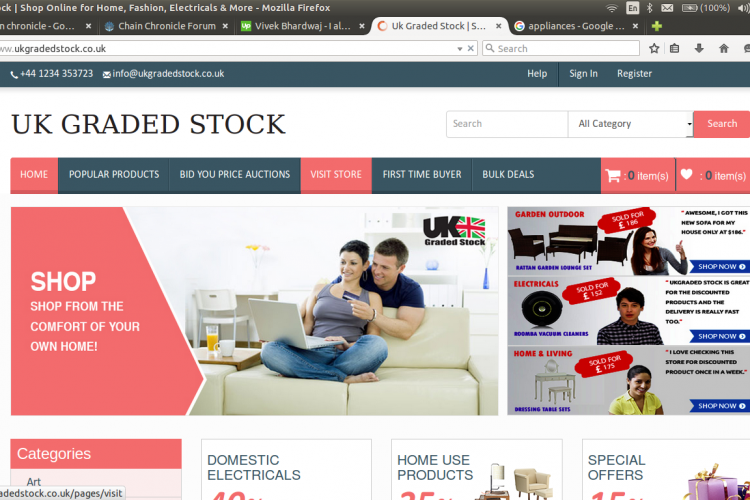 ock | Shop Online for Home, Fashion, Electricals & More - Mozilla Firefox
En
(100%)
n chronicle - Go...
Chain Chronicle Forum
Up Vivek Bhardwaj - I al...
Uk Graded Stock | S...
appliances - Google ...
ww.ukgradedstock.co.uk
Search
+44 1234 353723
info@ukgradedstock.co.uk
Help
Sign In
Register
UK GRADED STOCK
Search
All Category
Search
HOME
POPULAR PRODUCTS
BID YOU PRICE AUCTIONS
VISIT STORE
FIRST TIME BUYER
BULK DEALS
: 0 item(s)
: 0 item(s)
SHOP
SHOP FROM THE
COMFORT OF YOUR
OWN HOME!
UK
Graded Stock
GARDEN OUTDOOR
SOLD FOR
£ 186
" AWESOME, I GOT THIS
NEW SOFA FOR MY
HOUSE ONLY AT $186."
RATTAN GARDEN LOUNGE SET
SHOP NOW
ELECTRICALS
SOLD FOR
£ 152
" UKGRADED STOCK IS GREAT
FOR THE DISCOUNTED
PRODUCTS AND THE
DELIVERY IS REALLY FAST
TOO."
ROOMBA VACUUM CLEANERS
SHOP NOW
HOME & LIVING
SOLD FOR
£ 175
" I LOVE CHECKING THIS
STORE FOR DISCOUNTED
PRODUCT ONCE IN A WEEK."
DRESSING TABLE SETS
SHOP NOW
Categories
Art
DOMESTIC
ELECTRICALS
HOME USE
PRODUCTS
SPECIAL
OFFERS
adedstock.co.uk/pages/visit